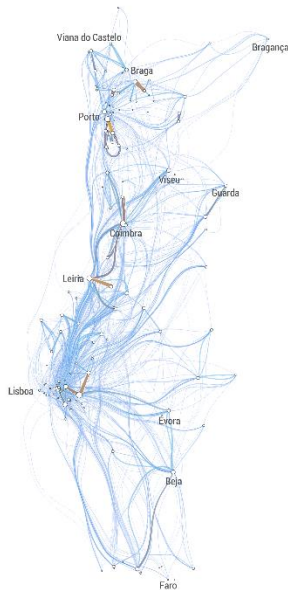 Viana do Castelo
Bragança
Braga
Porto
Viseu
Guarda
Coimbra
Leiria
Lisboa
Évora
Beja
Faro